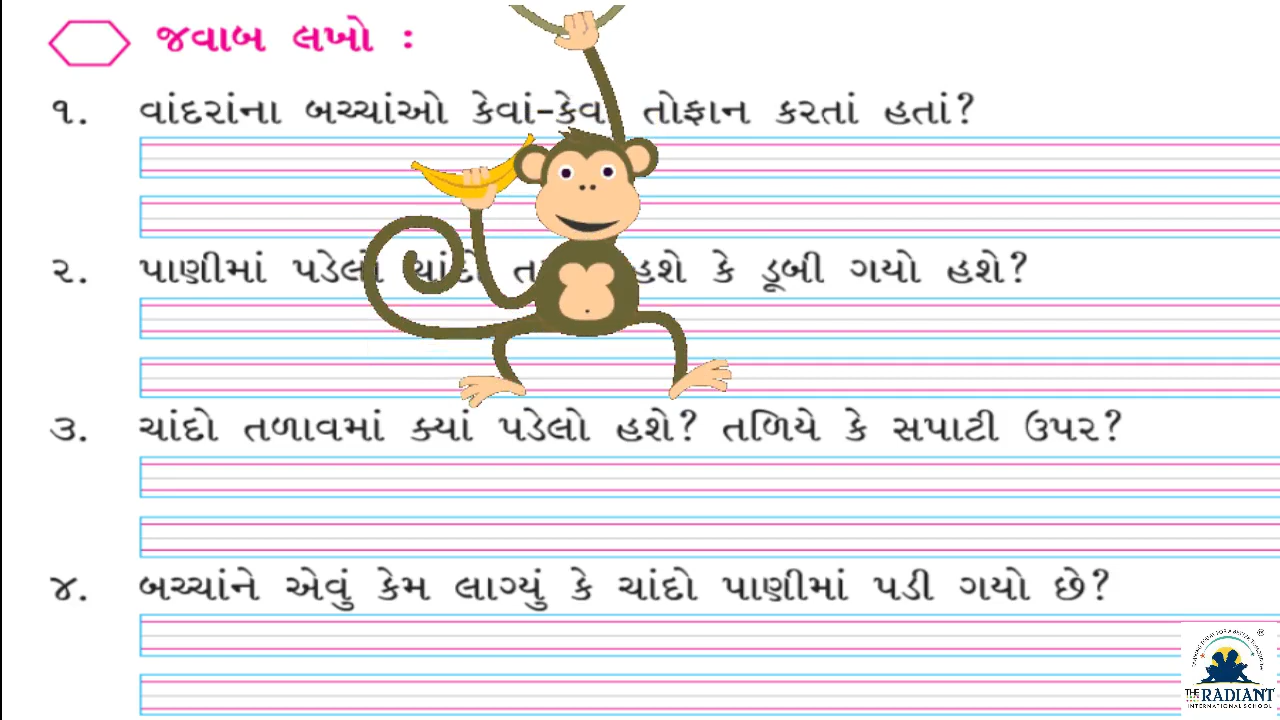 જવાબ લખો :
૧. વાંદરાંના બચ્ચાંઓ કેવાં-કેવાં તોફાન કરતાં હતાં?
૨. પાણીમાં પડેલો ચાંદો હશે કે ડૂબી ગયો હશે?
૩. ચાંદો તળાવમાં ક્યાં પડેલો હશે? તળિયે કે સપાટી ઉપર?
૪. બચ્ચાંને એવું કેમ લાગ્યું કે ચાંદો પાણીમાં પડી ગયો છે?
THE RADIANT
INTERNATIONAL SCHOOL